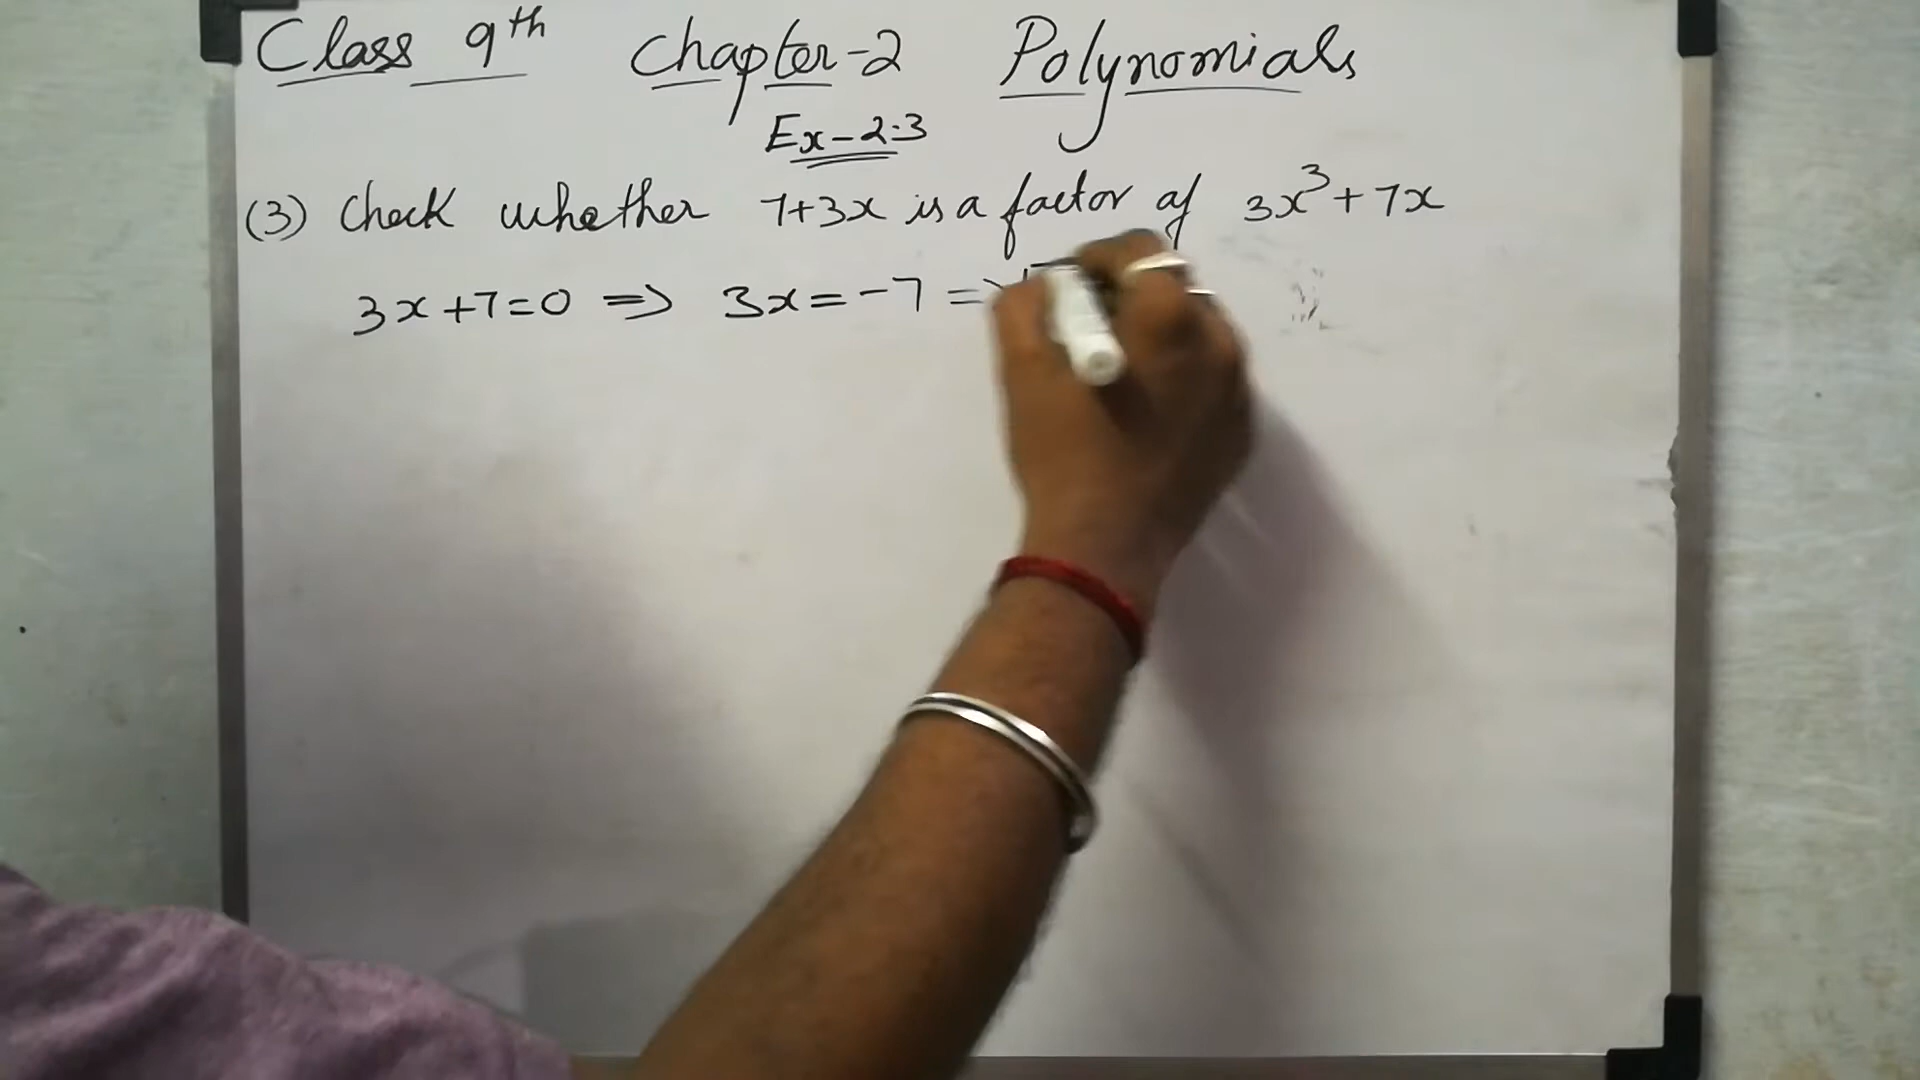 Class 9th Chapter-2 Polynomials
Ex-2.3
(3) Check whether 7+3x is a factor of 3x³+7x
3x+7=0 ⇒ 3x=-7 ⇒